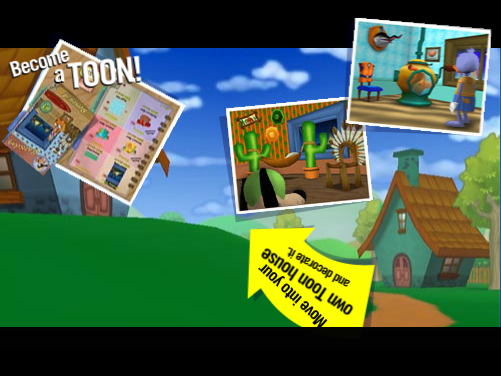 Become
a TOON!
Move into your
own Toon house
and decorate it.